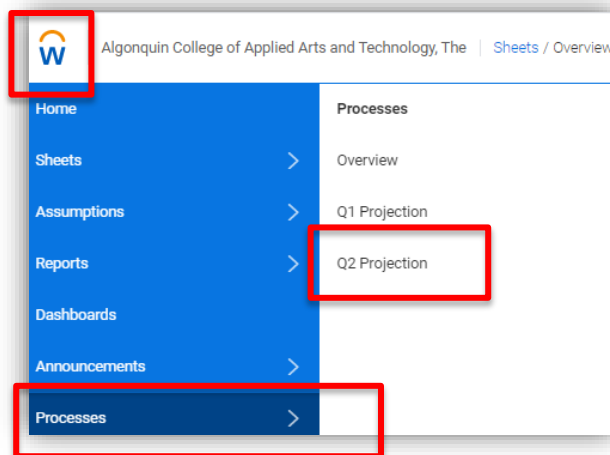 Algonquin College of Applied Arts and Technology, The | Sheets / Overview
Home
Sheets
Assumptions
Reports
Dashboards
Announcements
Processes
Processes
Overview
Q1 Projection
Q2 Projection